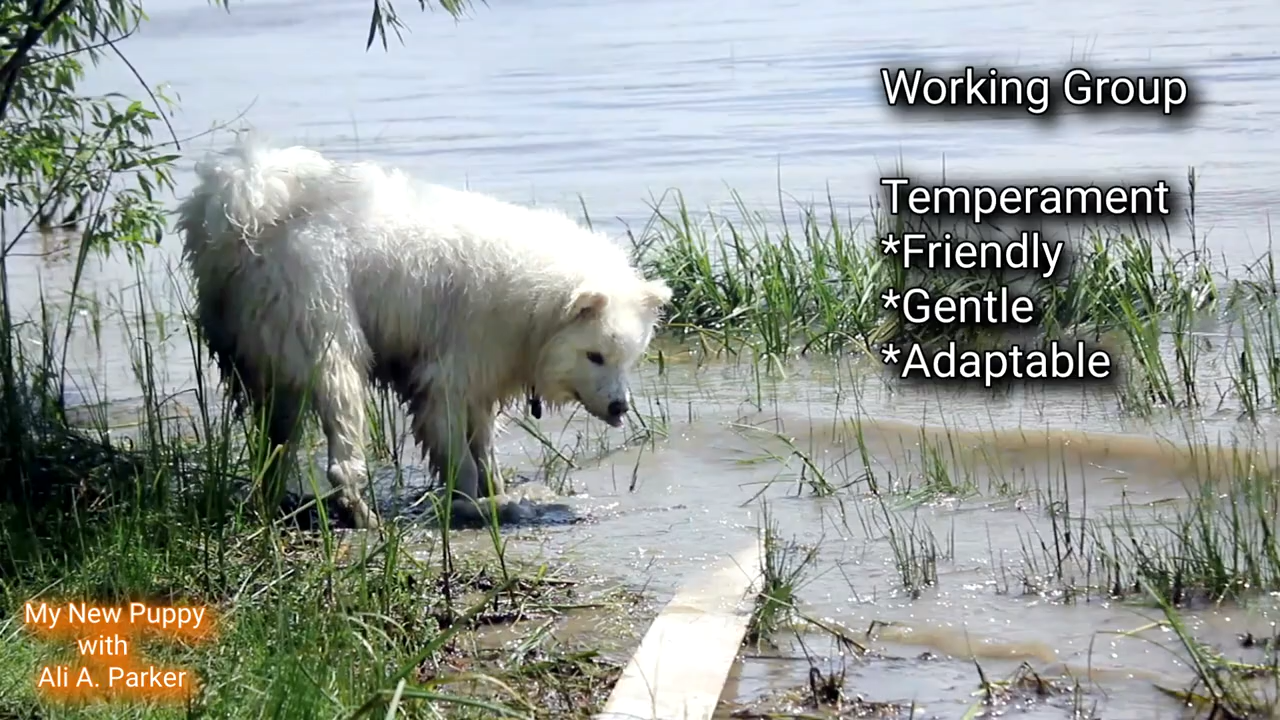 Working Group
Temperament
*Friendly
*Gentle
*Adaptable
My New Puppy
with
Ali A. Parker